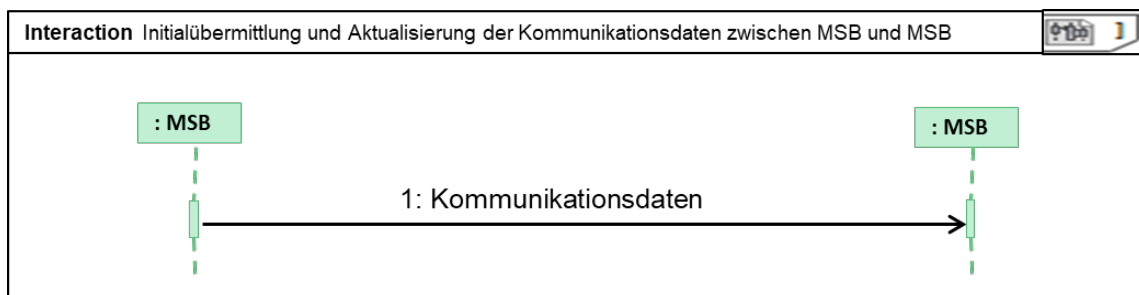 Interaction Initialübermittlung und Aktualisierung der Kommunikationsdaten zwischen MSB und MSB
: MSB
: MSB
1: Kommunikationsdaten